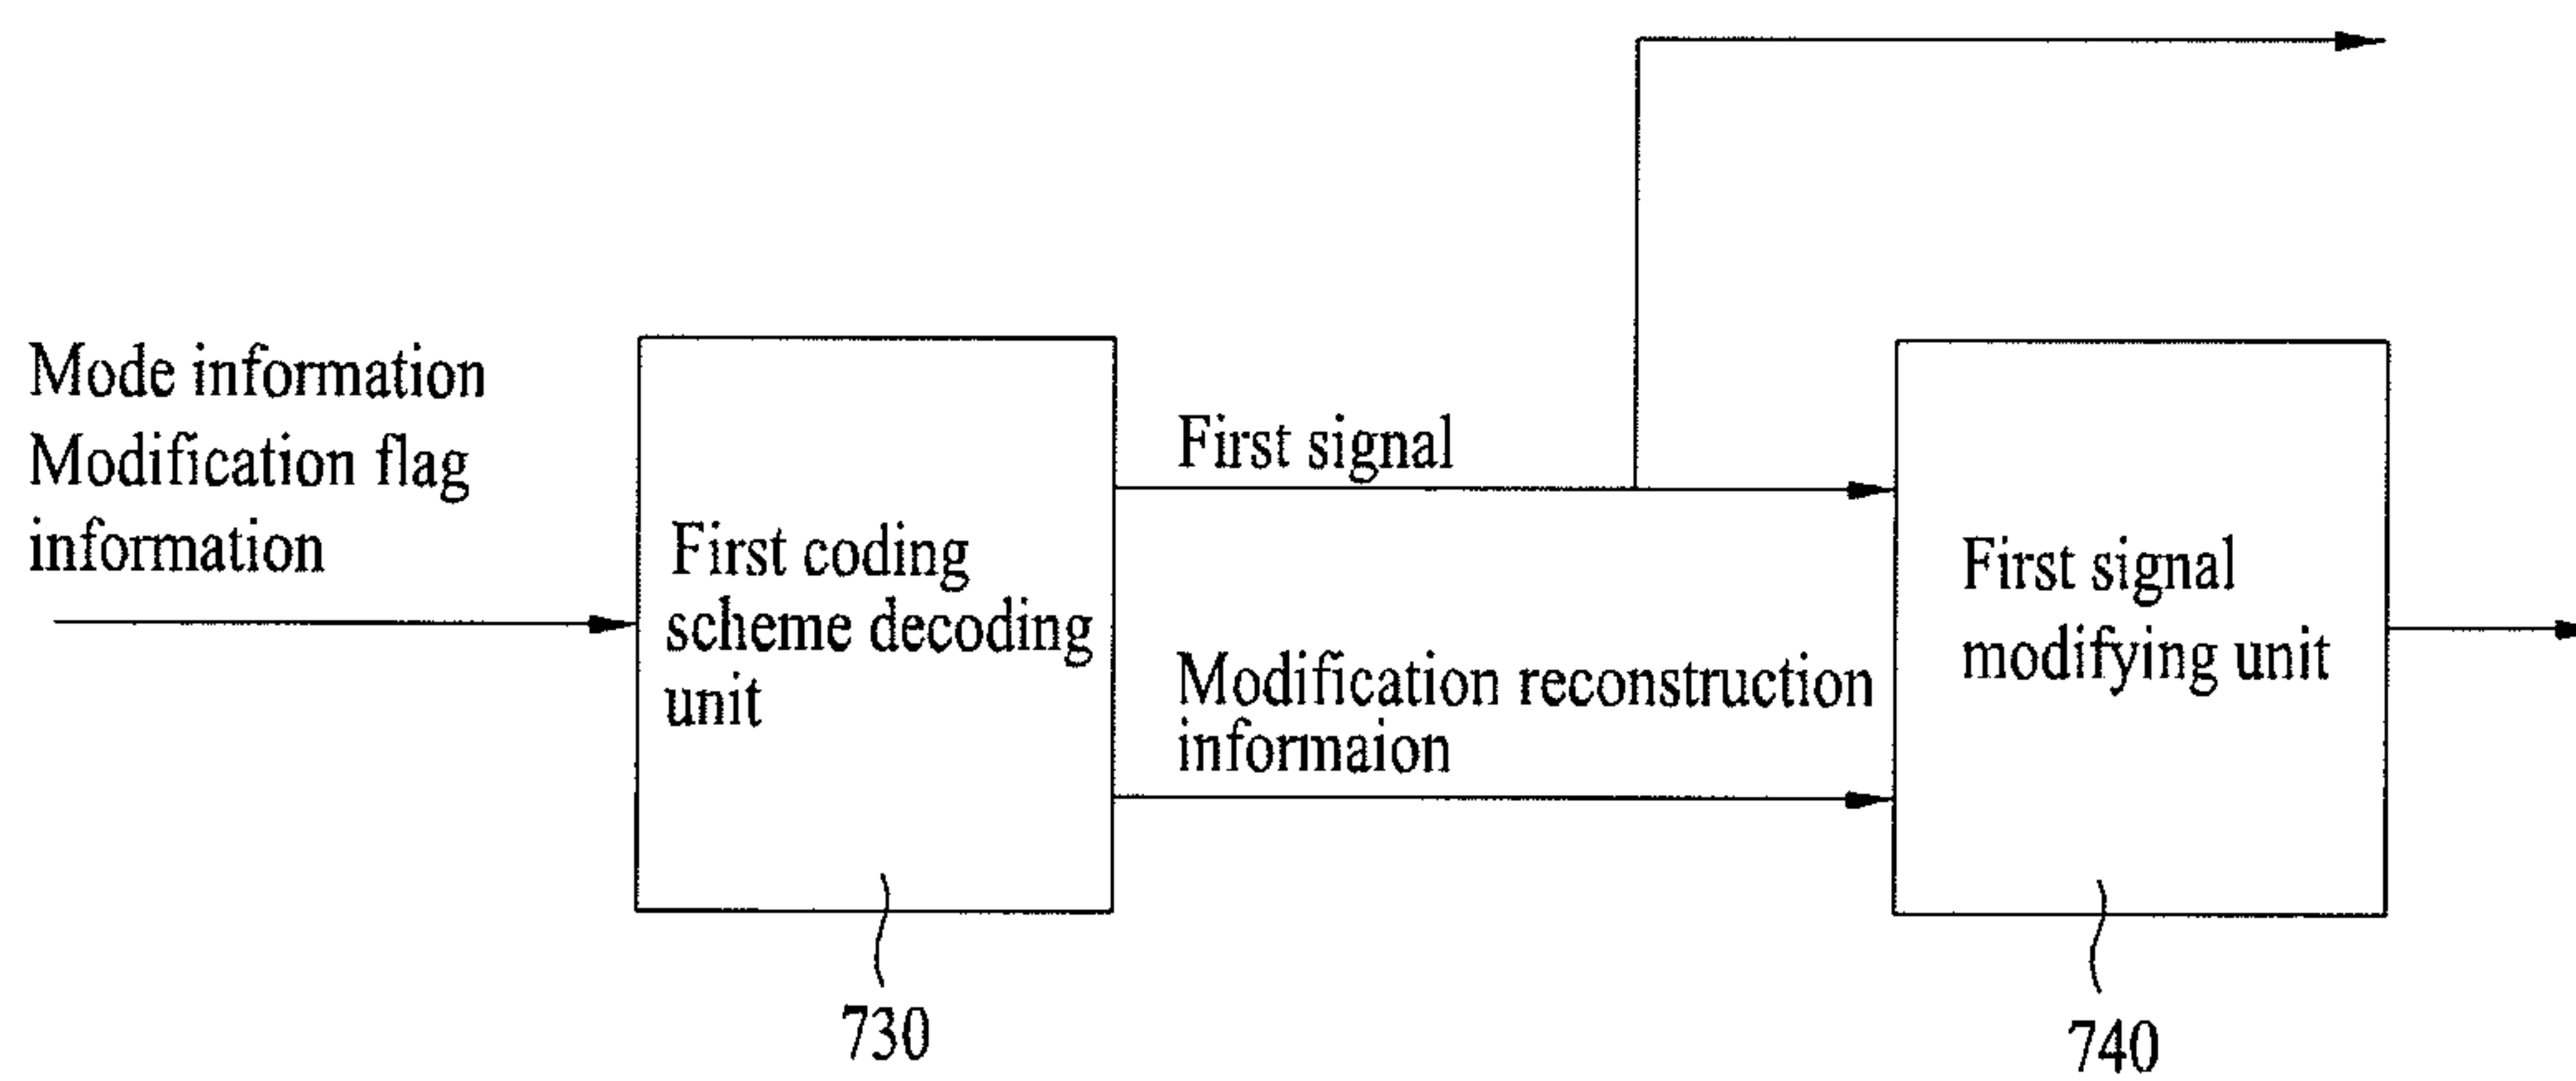 Mode information
Modification flag
information
First coding
scheme decoding
unit
730
First signal
Modification reconstruction
informaion
First signal
modifying unit
740